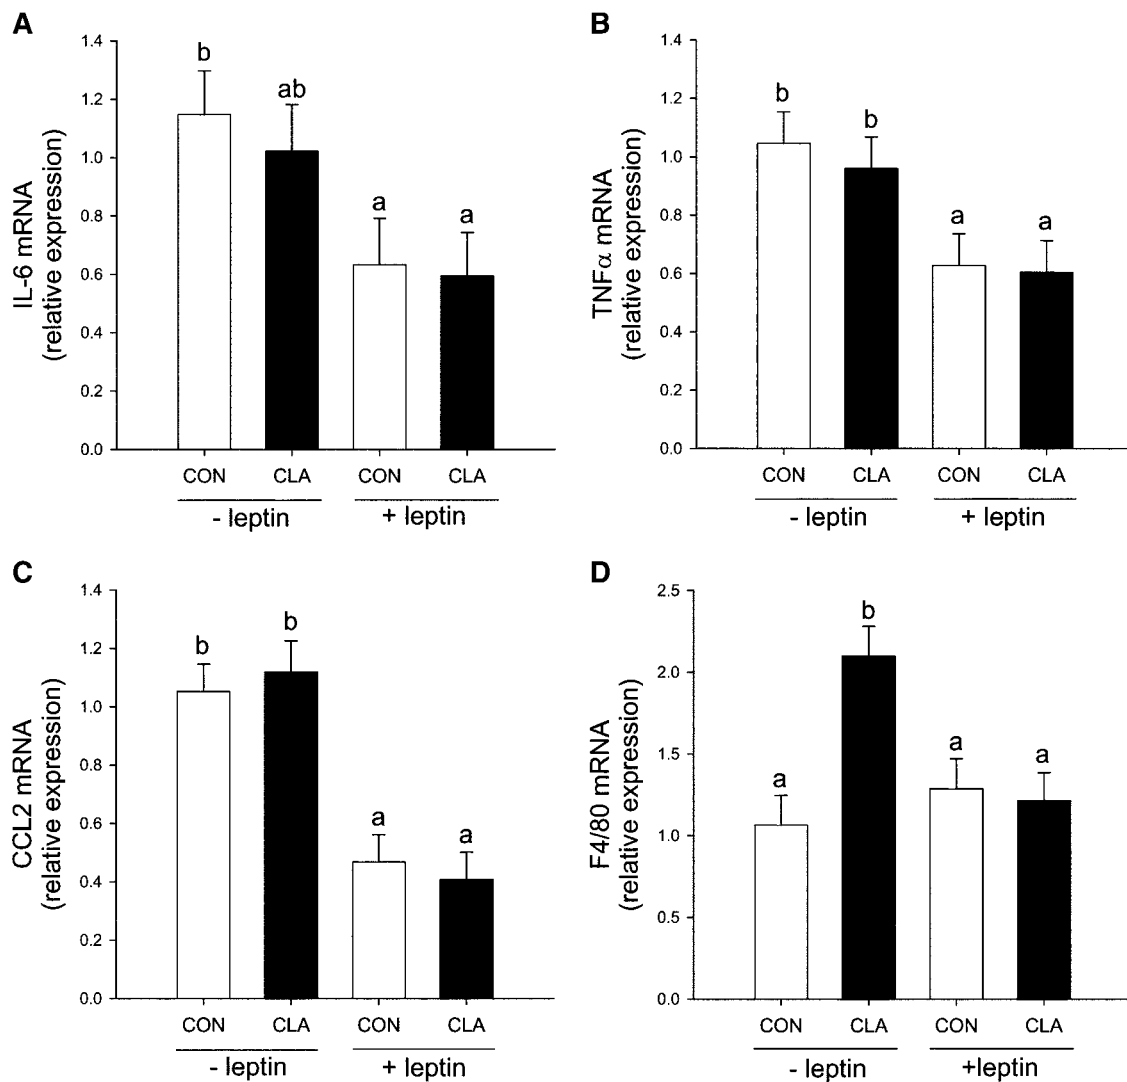 A
IL-6 mRNA
(relative expression)
1.4
1.2
1.0
0.8
0.6
0.4
0.2
0.0
b
ab
a
a
CON CLA CON CLA
- leptin + leptin
B
TNFα mRNA
(relative expression)
1.4
1.2
1.0
0.8
0.6
0.4
0.2
0.0
b
b
a
a
CON CLA CON CLA
- leptin + leptin
C
CCL2 mRNA
(relative expression)
1.4
1.2
1.0
0.8
0.6
0.4
0.2
0.0
b
b
a
a
CON CLA CON CLA
- leptin + leptin
D
F4/80 mRNA
(relative expression)
2.5
2.0
1.5
1.0
0.5
0.0
a
b
a
a
CON CLA CON CLA
- leptin +leptin